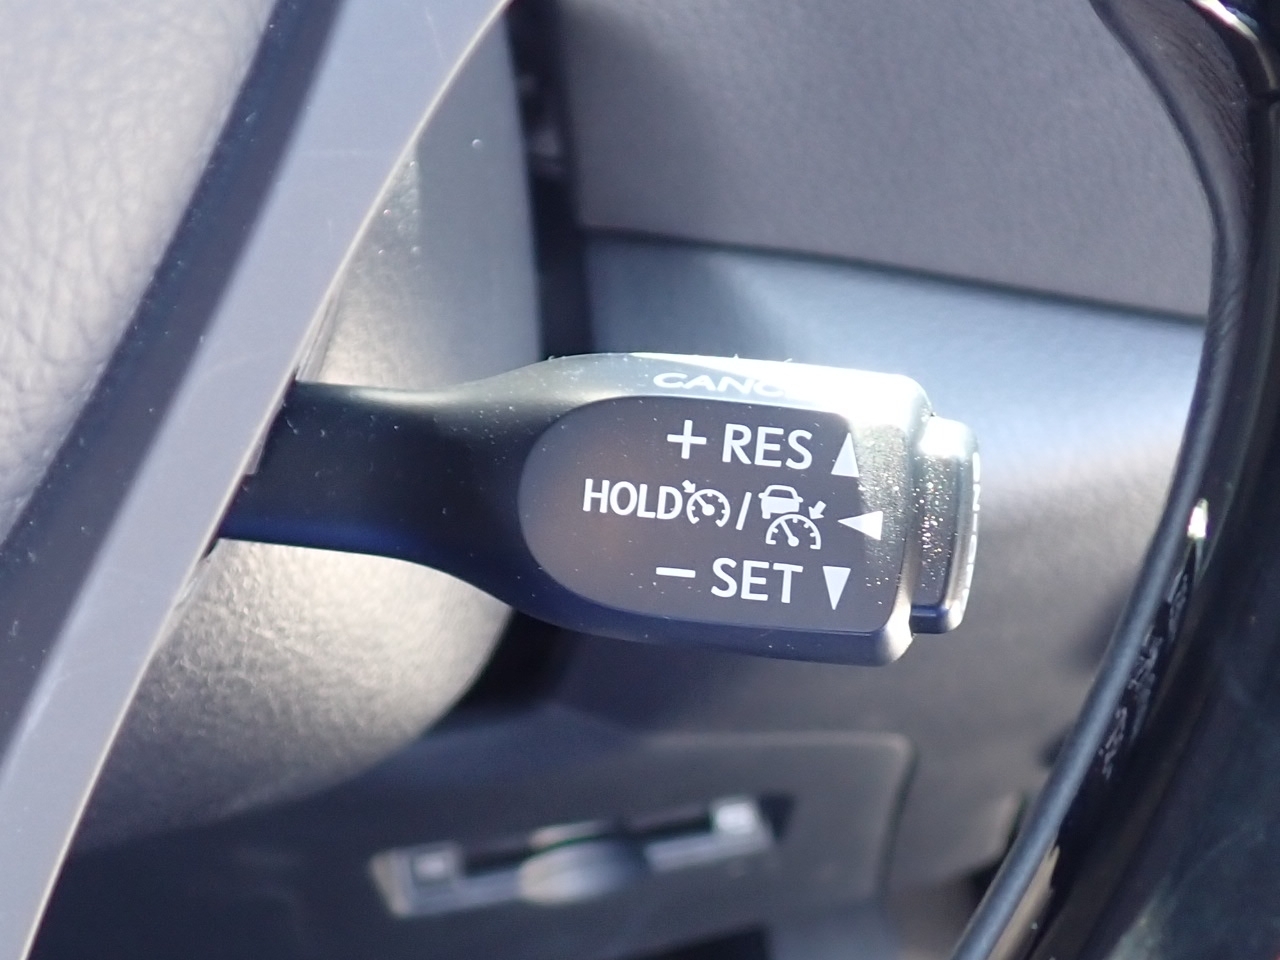 + RES ▲
HOLD / ◀
− SET ▼